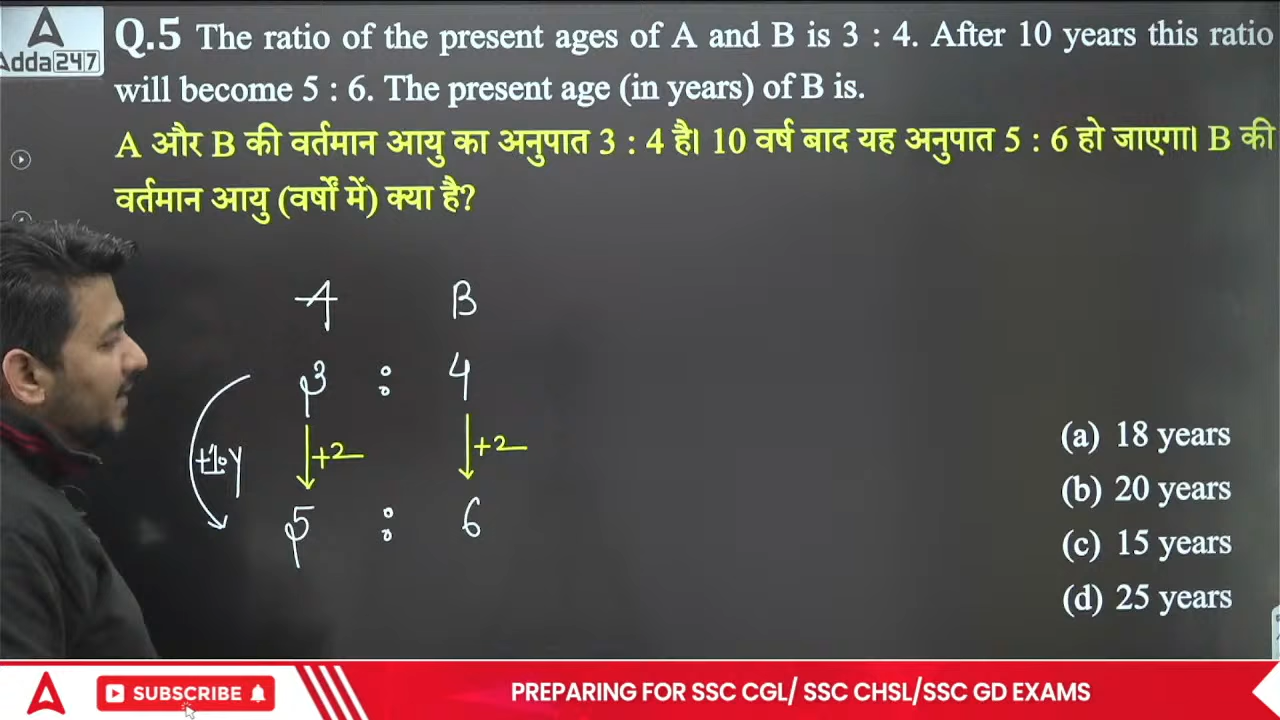 Adda 247
Q.5 The ratio of the present ages of A and B is 3 : 4. After 10 years this ratio
will become 5 : 6. The present age (in years) of B is.
A और B की वर्तमान आयु का अनुपात 3 : 4 है। 10 वर्ष बाद यह अनुपात 5 : 6 हो जाएगा। B की
वर्तमान आयु (वर्षों में) क्या है?
A B
3 : 4
+10y +2 +2
5 : 6
(a) 18 years
(b) 20 years
(c) 15 years
(d) 25 years
SUBSCRIBE
PREPARING FOR SSC CGL/ SSC CHSL/SSC GD EXAMS